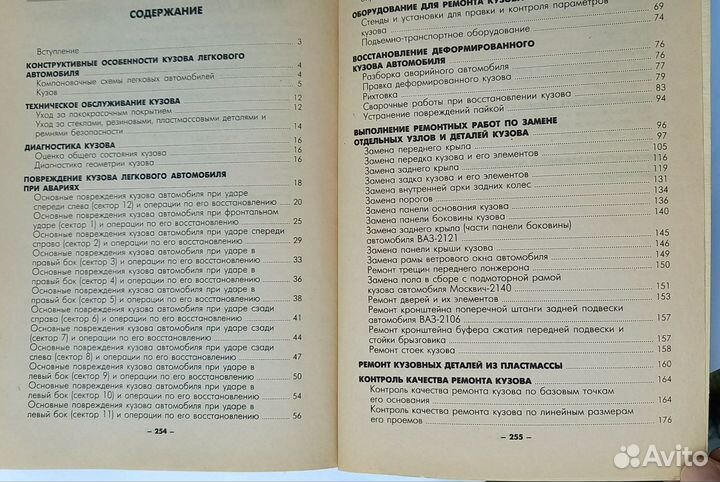 СОДЕРЖАНИЕ
Вступление 3
КОНСТРУКТИВНЫЕ ОСОБЕННОСТИ КУЗОВА ЛЕГКОВОГО
АВТОМОБИЛЯ 4
Компоновочные схемы легковых автомобилей 4
Кузов 5
ТЕХНИЧЕСКОЕ ОБСЛУЖИВАНИЕ КУЗОВА 12
Уход за лакокрасочным покрытием 12
Уход за стеклами, резиновыми, пластмассовыми деталями и
ремнями безопасности 14
ДИАГНОСТИКА КУЗОВА 16
Оценка общего состояния кузова 16
Диагностика геометрии кузова 16
ПОВРЕЖДЕНИЕ КУЗОВА ЛЕГКОВОГО АВТОМОБИЛЯ
ПРИ АВАРИЯХ 18
Основные повреждения кузова автомобиля при ударе
спереди слева (сектор 12) и операции по его восстановлению 20
Основные повреждения кузова автомобиля при фронтальном
ударе (сектор 1) и операции по его восстановлению 25
Основные повреждения кузова автомобиля при ударе спереди
справа (сектор 2) и операции по его восстановлению 29
Основные повреждения кузова автомобиля при ударе в
правый бок (сектор 3) и операции по его восстановлению 33
Основные повреждения кузова автомобиля при ударе в
правый бок (сектор 4) и операции по его восстановлению 36
Основные повреждения кузова автомобиля при ударе в
правый бок (сектор 5) и операции по его восстановлению 38
Основные повреждения кузова автомобиля при ударе сзади
справа (сектор 6) и операции по его восстановлению 41
Основные повреждения кузова автомобиля при ударе сзади
(сектор 7) и операции по его восстановлению 44
Основные повреждения кузова автомобиля при ударе сзади
слева (сектор 8) и операции по его восстановлению 47
Основные повреждения кузова автомобиля при ударе в
левый бок (сектор 9) и операции по его восстановлению 50
Основные повреждения кузова автомобиля при ударе в
левый бок (сектор 10) и операции по его восстановлению 54
Основные повреждения кузова автомобиля при ударе в
левый бок (сектор 11) и операции по его восстановлению 56
– 254 –
ОБОРУДОВАНИЕ ДЛЯ РЕМОНТА КУЗОВА
Стенды и установки для правки и контроля параметров
кузова 69
Подъемно-транспортное оборудование 74
ВОССТАНОВЛЕНИЕ ДЕФОРМИРОВАННОГО
КУЗОВА АВТОМОБИЛЯ 76
Разборка аварийного автомобиля 76
Правка деформированного кузова 77
Рихтовка 79
Сварочные работы при восстановлении кузова 83
Устранение повреждений пайкой 94
ВЫПОЛНЕНИЕ РЕМОНТНЫХ РАБОТ ПО ЗАМЕНЕ
ОТДЕЛЬНЫХ УЗЛОВ И ДЕТАЛЕЙ КУЗОВА 96
Замена переднего крыла 97
Замена передка кузова и его элементов 105
Замена заднего крыла 116
Замена задка кузова и его элементов 119
Замена внутренней арки задних колес 131
Замена порогов 134
Замена панели основания кузова 136
Замена панели боковины кузова 140
Замена заднего крыла (части панели боковины)
автомобиля ВАЗ-2121 145
Замена панели крыши кузова 146
Замена рамы ветрового окна автомобиля 149
Ремонт трещин переднего лонжерона 150
Замена пола в сборе с подмоторной рамой
кузова автомобиля Москвич-2140 151
Ремонт дверей и их элементов 153
Ремонт кронштейна поперечной штанги задней подвески
автомобиля ВАЗ-2106 157
Ремонт кронштейна буфера сжатия передней подвески и
стойки брызговика 157
Ремонт стоек кузова 158
РЕМОНТ КУЗОВНЫХ ДЕТАЛЕЙ ИЗ ПЛАСТМАССЫ 160
КОНТРОЛЬ КАЧЕСТВА РЕМОНТА КУЗОВА 164
Контроль качества ремонта кузова по базовым точкам
его основания 164
Контроль качества ремонта кузова по линейным размерам
его проемов 176
– 255 –
Avito